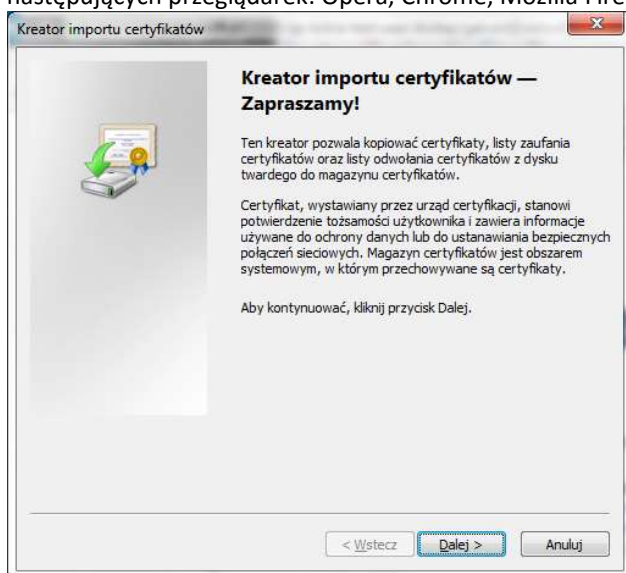 następujących przeglądarek: Opera, Chrome, Mozilla Fire
Kreator importu certyfikatów
Kreator importu certyfikatów —
Zapraszamy!
Ten kreator pozwala kopiować certyfikaty, listy zaufania
certyfikatów oraz listy odwołania certyfikatów z dysku
twardego do magazynu certyfikatów.
Certyfikat, wystawiany przez urząd certyfikacji, stanowi
potwierdzenie tożsamości użytkownika i zawiera informacje
używane do ochrony danych lub do ustanawiania bezpiecznych
połączeń sieciowych. Magazyn certyfikatów jest obszarem
systemowym, w którym przechowywane są certyfikaty.
Aby kontynuować, kliknij przycisk Dalej.
< Wstecz Dalej > Anuluj